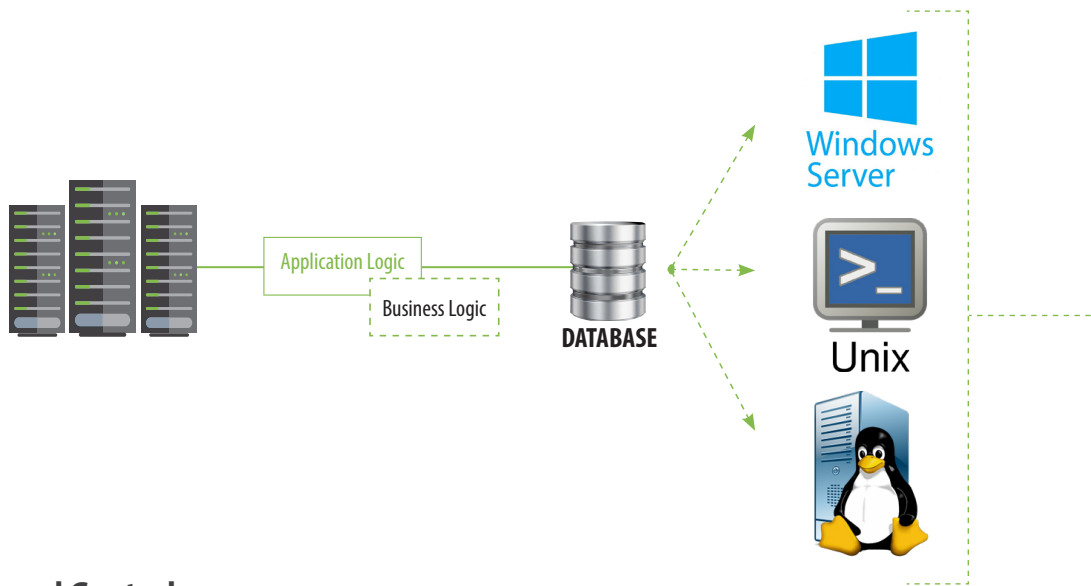 Windows
Server
Application Logic
Business Logic
DATABASE
>_
Unix